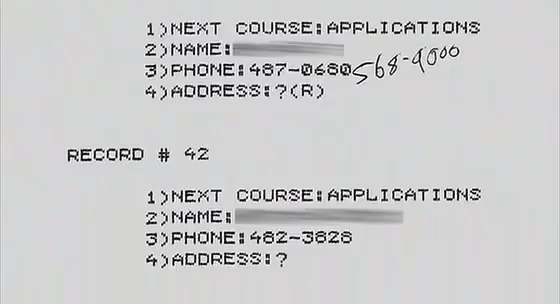 1)NEXT COURSE:APPLICATIONS
2)NAME:
3)PHONE:487-0680 568-9000
4)ADDRESS:?(R)
RECORD # 42
1)NEXT COURSE:APPLICATIONS
2)NAME:
3)PHONE:482-3828
4)ADDRESS:?